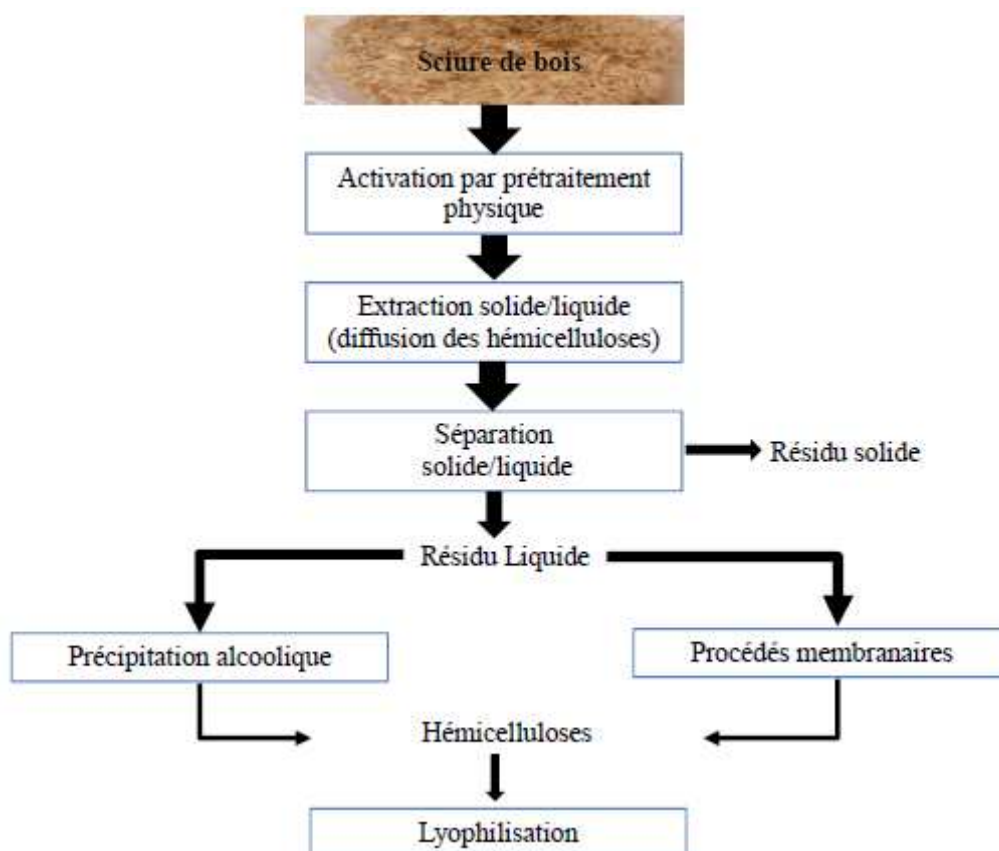 Sciure de bois
Activation par prétraitement
physique
Extraction solide/liquide
(diffusion des hémicelluloses)
Séparation
solide/liquide
Résidu solide
Résidu Liquide
Précipitation alcoolique
Procédés membranaires
Hémicelluloses
Lyophilisation